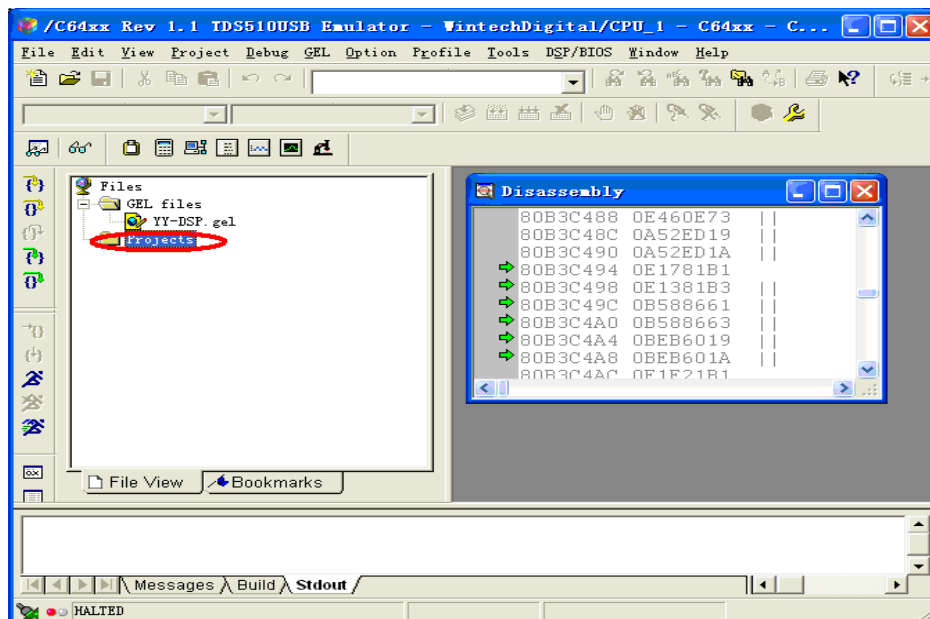 /C64xx Rev 1.1 TDS510USB Emulator - WintechDigital/CPU_1 - C64xx - C...
File Edit View Project Debug GEL Option Profile Tools DSP/BIOS Window Help
Files
GEL files
YY-DSP.gel
Projects
File View Bookmarks
Disassembly
80B3C488 0E460E73 ||
80B3C48C 0A52ED19 ||
80B3C490 0A52ED1A ||
80B3C494 0E1781B1
80B3C498 0E1381B3 ||
80B3C49C 0B588661 ||
80B3C4A0 0B588663 ||
80B3C4A4 0BEB6019 ||
80B3C4A8 0BEB601A ||
80B3C4AC 0E1E21B1
Messages Build Stdout
HALTED